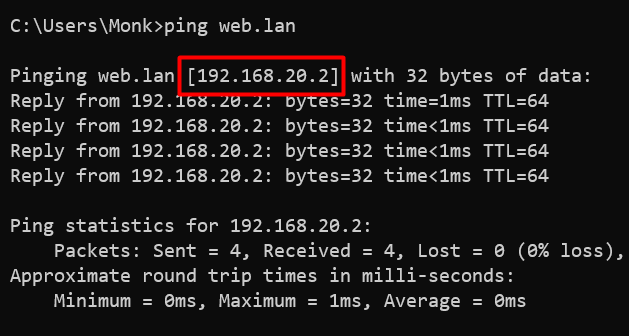 C:\Users\Monk>ping web.lan
Pinging web.lan [192.168.20.2] with 32 bytes of data:
Reply from 192.168.20.2: bytes=32 time=1ms TTL=64
Reply from 192.168.20.2: bytes=32 time<1ms TTL=64
Reply from 192.168.20.2: bytes=32 time<1ms TTL=64
Reply from 192.168.20.2: bytes=32 time<1ms TTL=64
Ping statistics for 192.168.20.2:
    Packets: Sent = 4, Received = 4, Lost = 0 (0% loss),
Approximate round trip times in milli-seconds:
    Minimum = 0ms, Maximum = 1ms, Average = 0ms